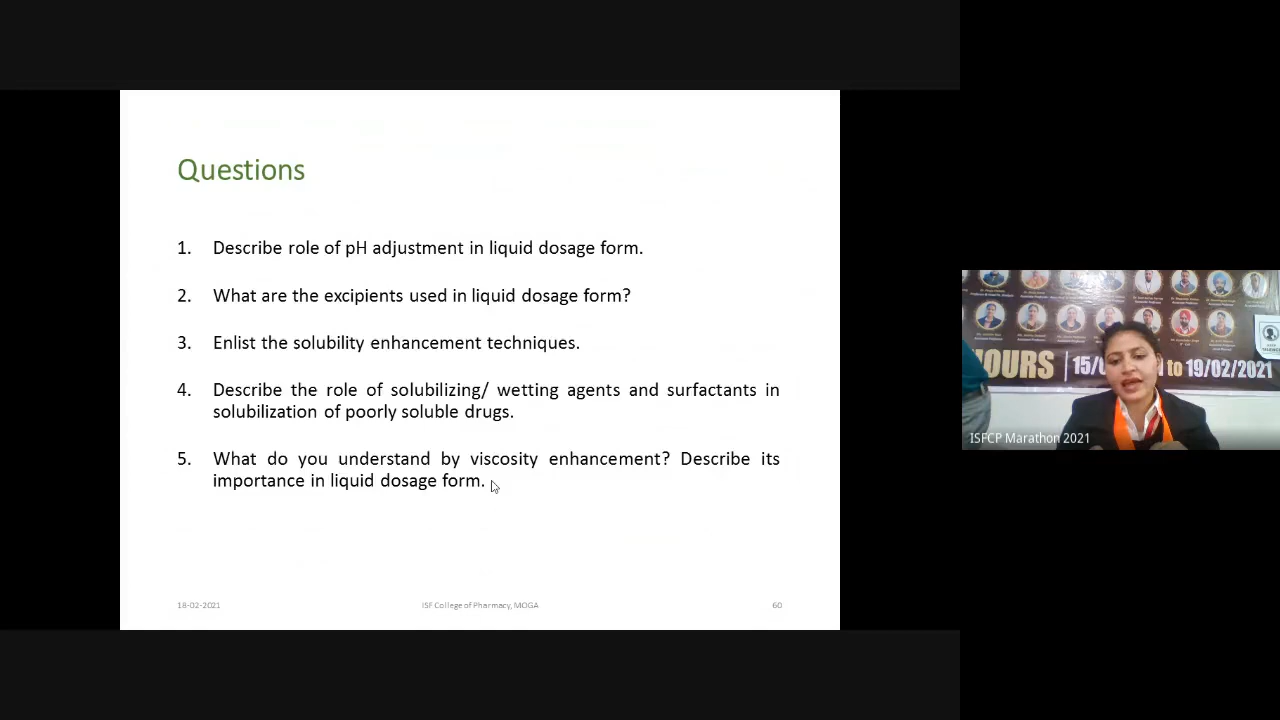 Questions
1. Describe role of pH adjustment in liquid dosage form.
2. What are the excipients used in liquid dosage form?
3. Enlist the solubility enhancement techniques.
4. Describe the role of solubilizing/ wetting agents and surfactants in
solubilization of poorly soluble drugs.
5. What do you understand by viscosity enhancement? Describe its
importance in liquid dosage form.
18-02-2021
ISF College of Pharmacy, MOGA
60
HOURS 15/0 to 19/02/2021
ISFCP Marathon 2021